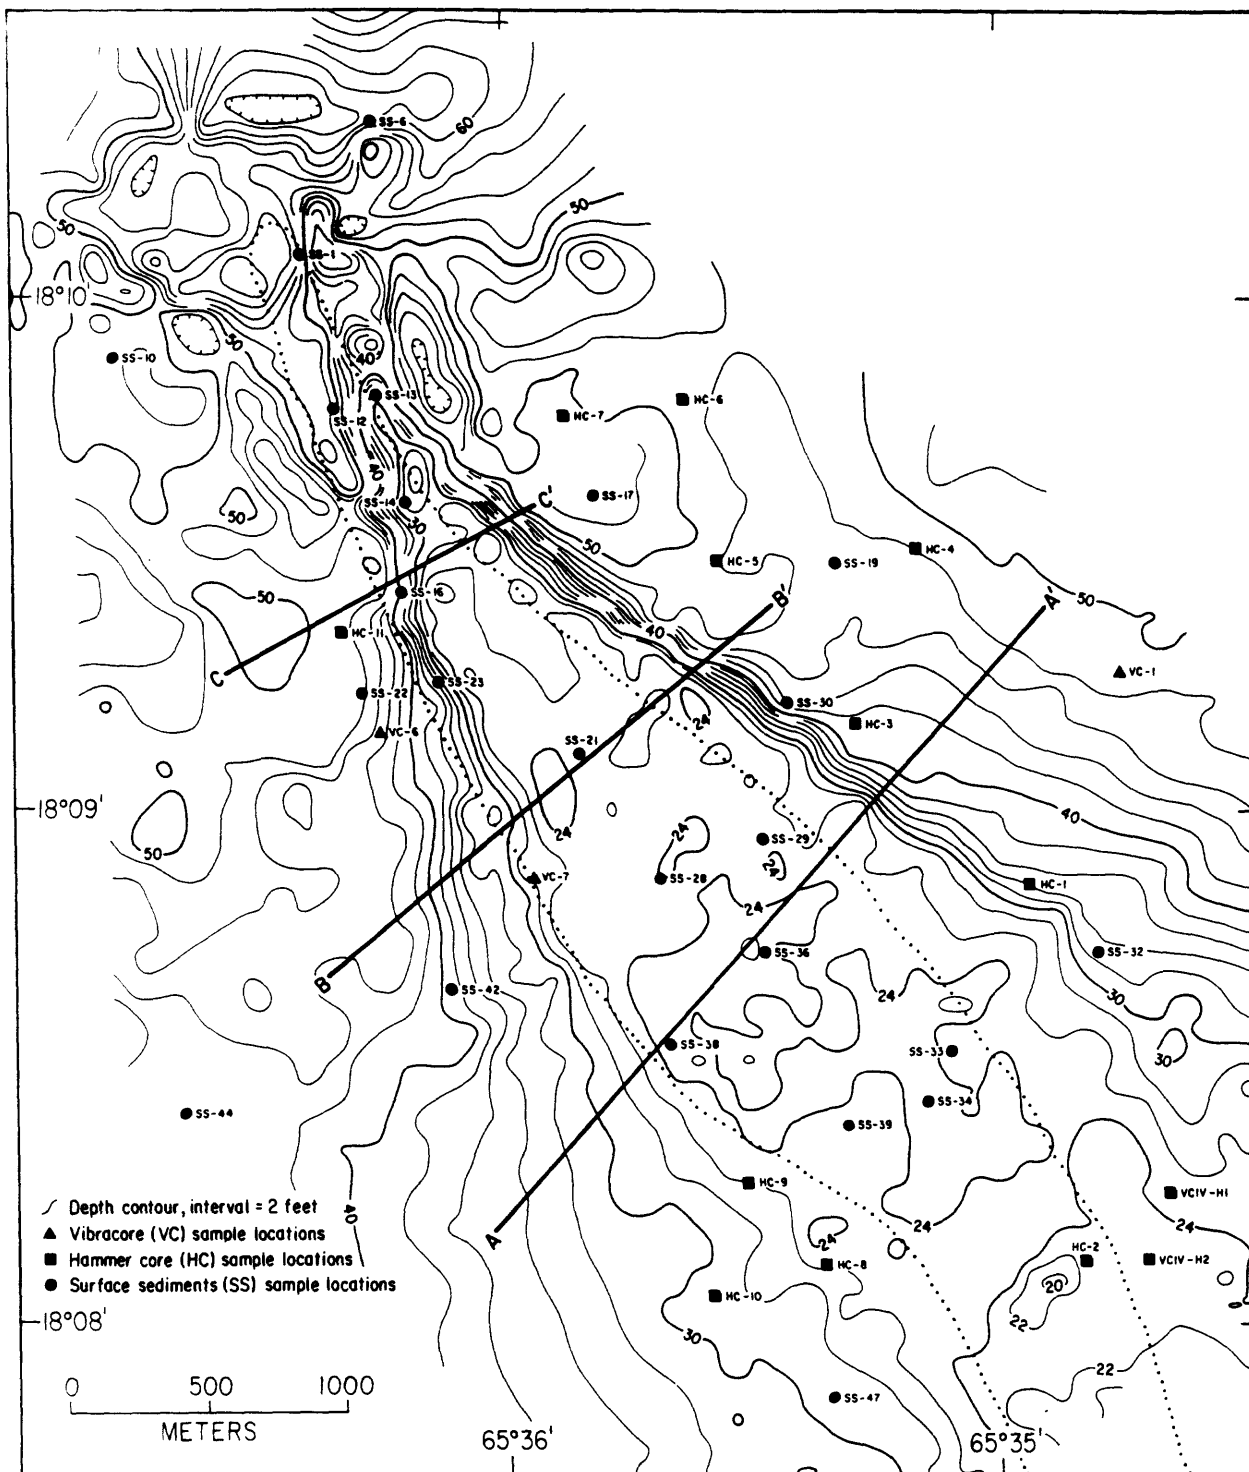 SS-6
60
50
50
SS-1
18°10'
50
SS-10
40
SS-13
SS-12
HC-7
HC-6
40
SS-17
50
SS-14
30
C'
50
HC-5
SS-19
HC-4
50
SS-16
B'
A'
50
HC-11
40
C
SS-22
SS-23
VC-1
SS-30
24
HC-3
VC-6
SS-21
18°09'
24
24
SS-29
40
50
24
VC-7
SS-28
HC-1
24
SS-36
SS-32
B
SS-42
24
30
SS-38
SS-33
30
SS-44
SS-34
SS-39
HC-9
VCIV-H1
40
24
24
Depth contour, interval = 2 feet
Vibracore (VC) sample locations
Hammer core (HC) sample locations
Surface sediments (SS) sample locations
A
24
HC-8
HC-2
VCIV-H2
20
HC-10
22
18°08'
30
22
0 500 1000
METERS
SS-47
65°36'
65°35'